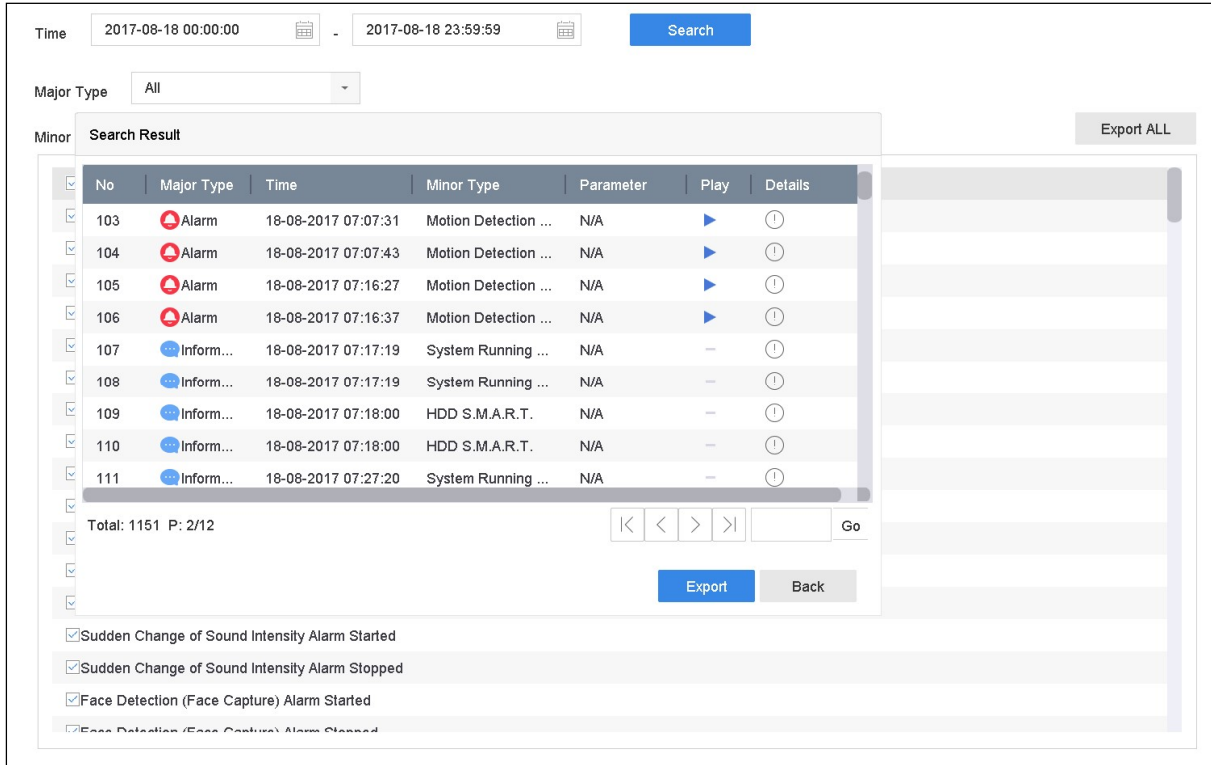 Time 2017-08-18 00:00:00 - 2017-08-18 23:59:59 Search
Major Type All
Minor Export ALL
Search Result
No Major Type Time Minor Type Parameter Play Details
103 Alarm 18-08-2017 07:07:31 Motion Detection ... N/A
104 Alarm 18-08-2017 07:07:43 Motion Detection ... N/A
105 Alarm 18-08-2017 07:16:27 Motion Detection ... N/A
106 Alarm 18-08-2017 07:16:37 Motion Detection ... N/A
107 Inform... 18-08-2017 07:17:19 System Running ... N/A
108 Inform... 18-08-2017 07:17:19 System Running ... N/A
109 Inform... 18-08-2017 07:18:00 HDD S.M.A.R.T. N/A
110 Inform... 18-08-2017 07:18:00 HDD S.M.A.R.T. N/A
111 Inform... 18-08-2017 07:27:20 System Running ... N/A
Total: 1151 P: 2/12 Go
Export Back
Sudden Change of Sound Intensity Alarm Started
Sudden Change of Sound Intensity Alarm Stopped
Face Detection (Face Capture) Alarm Started
Face Detection (Face Capture) Alarm Stopped